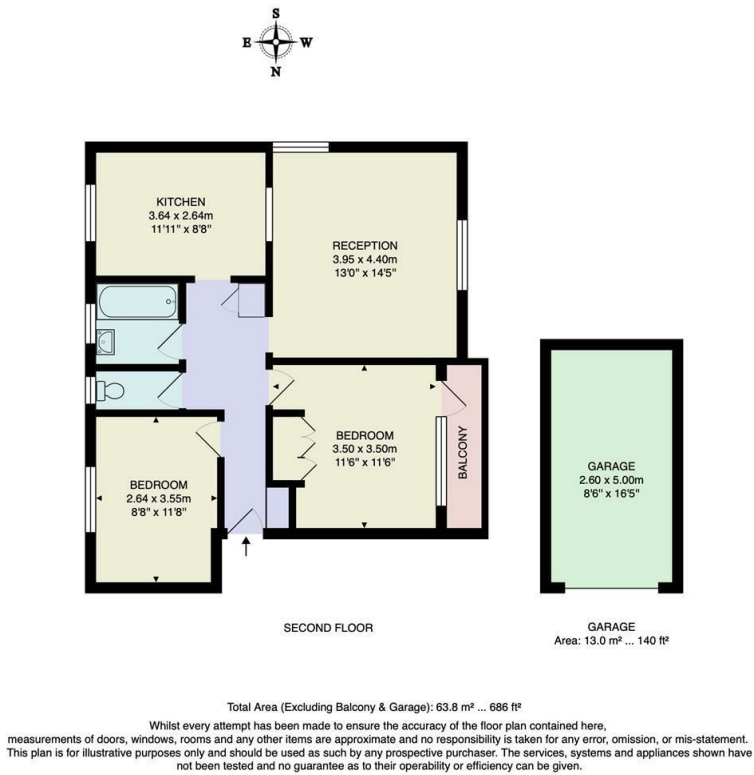 S
E W
N
KITCHEN
3.64 x 2.64m
11'11" x 8'8"
RECEPTION
3.95 x 4.40m
13'0" x 14'5"
BEDROOM
3.50 x 3.50m
11'6" x 11'6"
BALCONY
BEDROOM
2.64 x 3.55m
8'8" x 11'8"
GARAGE
2.60 x 5.00m
8'6" x 16'5"
SECOND FLOOR
GARAGE
Area: 13.0 m² ... 140 ft²
Total Area (Excluding Balcony & Garage): 63.8 m² ... 686 ft²
Whilst every attempt has been made to ensure the accuracy of the floor plan contained here,
measurements of doors, windows, rooms and any other items are approximate and no responsibility is taken for any error, omission, or mis-statement.
This plan is for illustrative purposes only and should be used as such by any prospective purchaser. The services, systems and appliances shown have
not been tested and no guarantee as to their operability or efficiency can be given.